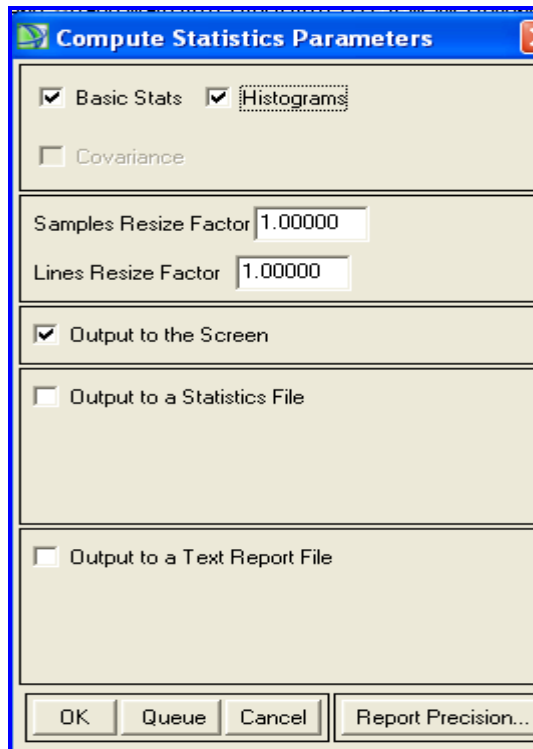 Compute Statistics Parameters
Basic Stats Histograms
Covariance
Samples Resize Factor 1.00000
Lines Resize Factor 1.00000
Output to the Screen
Output to a Statistics File
Output to a Text Report File
OK Queue Cancel Report Precision...